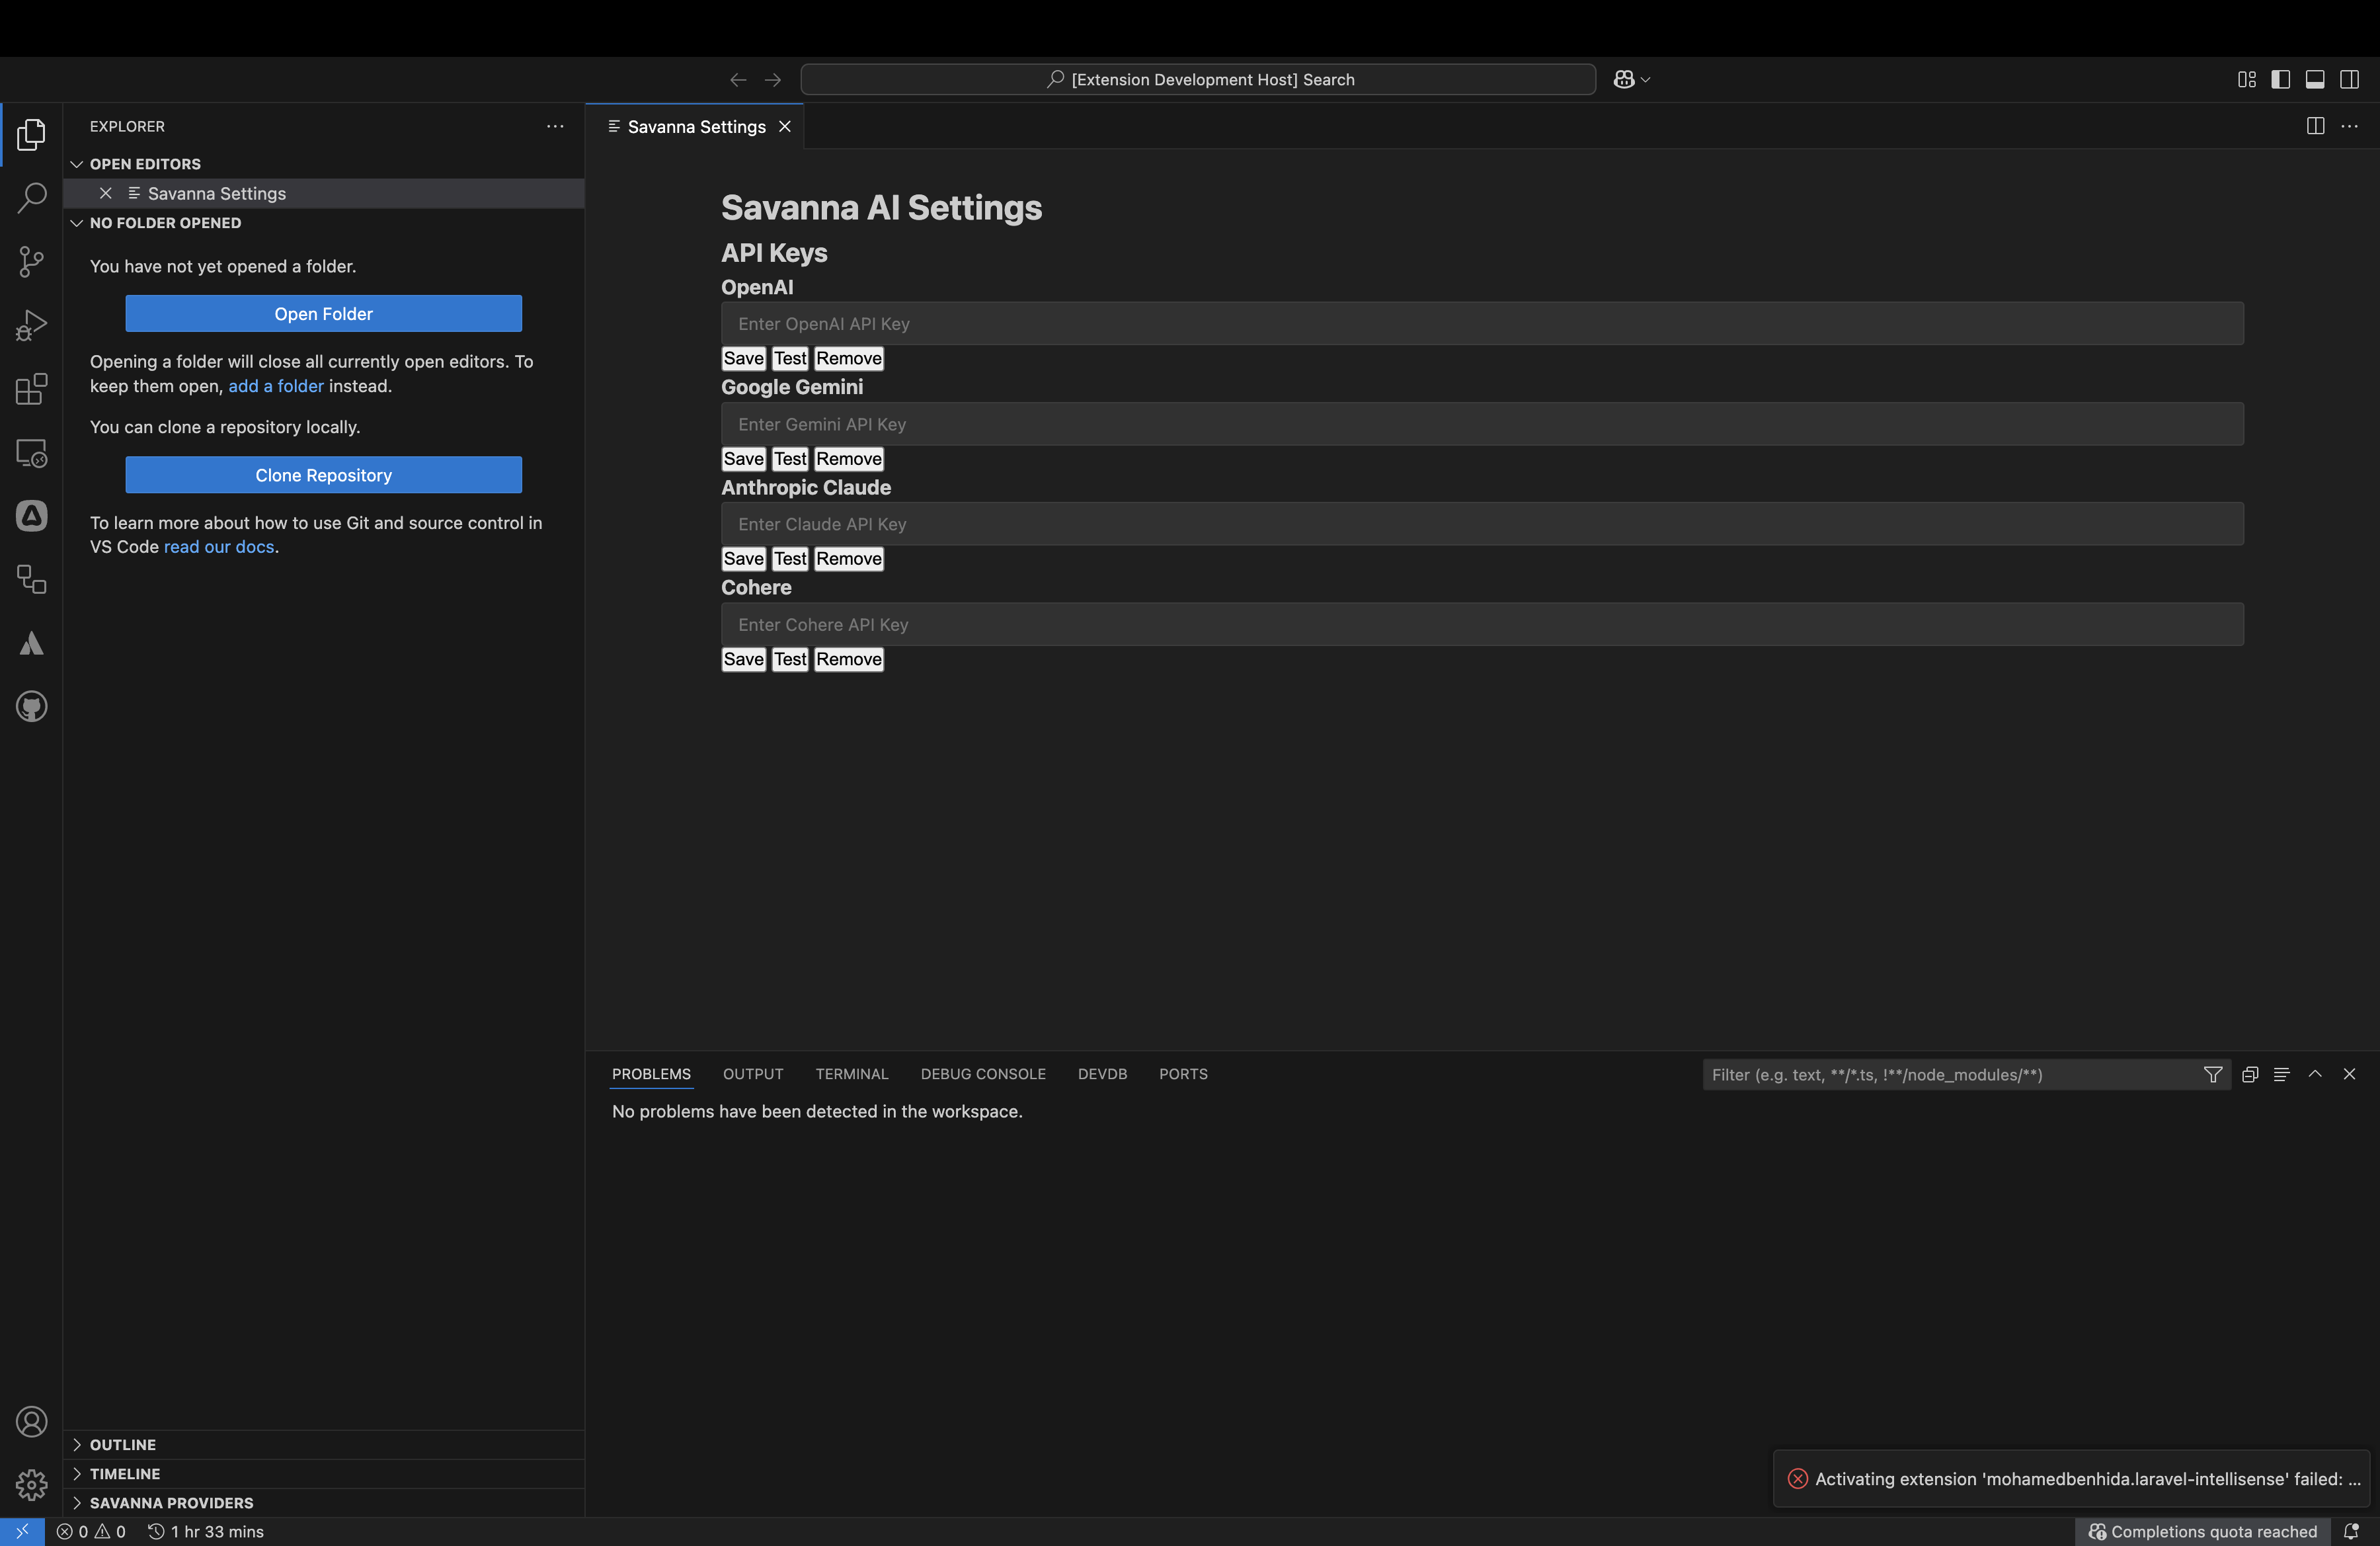 [Extension Development Host] Search
EXPLORER
OPEN EDITORS
Savanna Settings
NO FOLDER OPENED
You have not yet opened a folder.
Open Folder
Opening a folder will close all currently open editors. To
keep them open, add a folder instead.
You can clone a repository locally.
Clone Repository
To learn more about how to use Git and source control in
VS Code read our docs.
OUTLINE
TIMELINE
SAVANNA PROVIDERS
Savanna Settings
Savanna AI Settings
API Keys
OpenAI
Enter OpenAI API Key
Save Test Remove
Google Gemini
Enter Gemini API Key
Save Test Remove
Anthropic Claude
Enter Claude API Key
Save Test Remove
Cohere
Enter Cohere API Key
Save Test Remove
PROBLEMS OUTPUT TERMINAL DEBUG CONSOLE DEVDB PORTS
Filter (e.g. text, **/*.ts, !**/node_modules/**)
No problems have been detected in the workspace.
Activating extension 'mohamedbenhida.laravel-intellisense' failed: ...
0 0 1 hr 33 mins
Completions quota reached